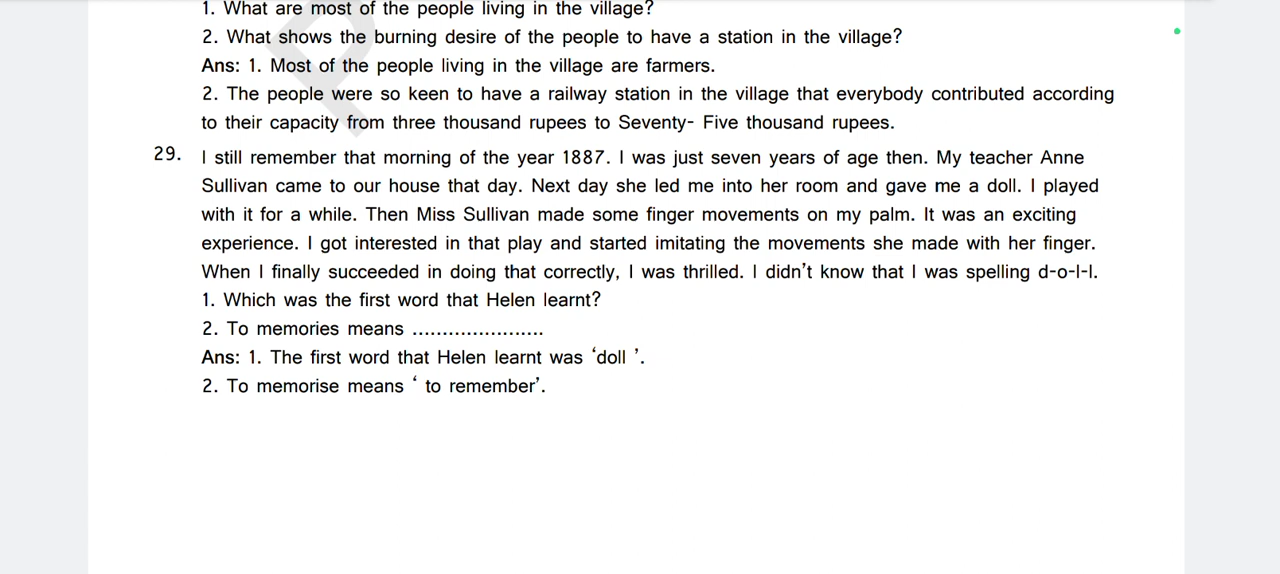 1. What are most of the people living in the village?
2. What shows the burning desire of the people to have a station in the village?
Ans: 1. Most of the people living in the village are farmers.
2. The people were so keen to have a railway station in the village that everybody contributed according
to their capacity from three thousand rupees to Seventy- Five thousand rupees.
29. I still remember that morning of the year 1887. I was just seven years of age then. My teacher Anne
Sullivan came to our house that day. Next day she led me into her room and gave me a doll. I played
with it for a while. Then Miss Sullivan made some finger movements on my palm. It was an exciting
experience. I got interested in that play and started imitating the movements she made with her finger.
When I finally succeeded in doing that correctly, I was thrilled. I didn't know that I was spelling d-o-l-l.
1. Which was the first word that Helen learnt?
2. To memories means ......................
Ans: 1. The first word that Helen learnt was ‘doll ’.
2. To memorise means ‘ to remember’.